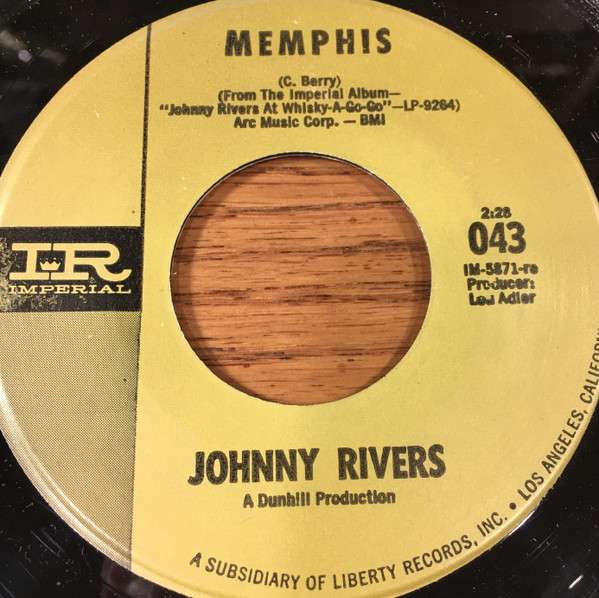 MEMPHIS
(C. Berry)
(From The Imperial Album—
"Johnny Rivers At Whisky-A-Go-Go"—LP-9264)
Arc Music Corp. — BMI
IR
IMPERIAL
2:28
043
IM-5871-re
Producer:
Lou Adler
JOHNNY RIVERS
A Dunhill Production
A SUBSIDIARY OF LIBERTY RECORDS, INC. • LOS ANGELES, CALIFORN